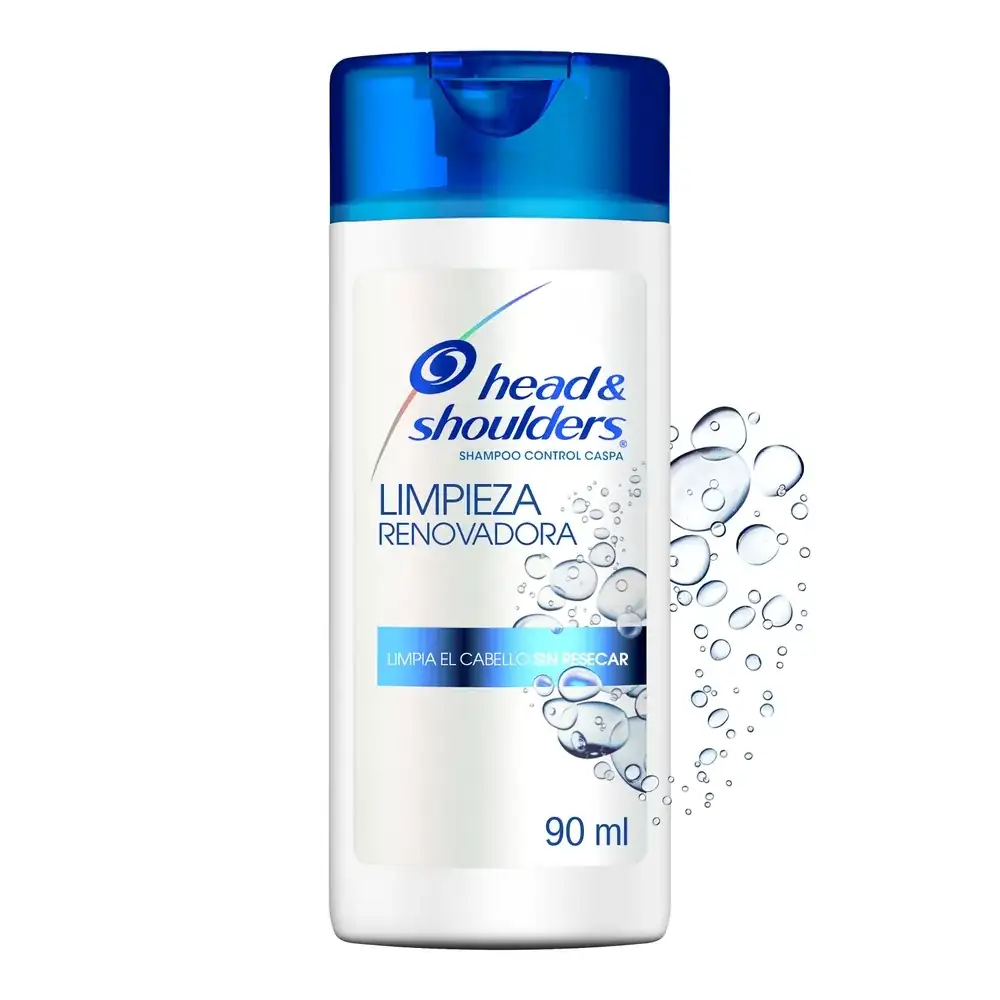 head &
shoulders®
SHAMPOO CONTROL CASPA
LIMPIEZA
RENOVADORA
LIMPIA EL CABELLO SIN RESECAR
90 ml